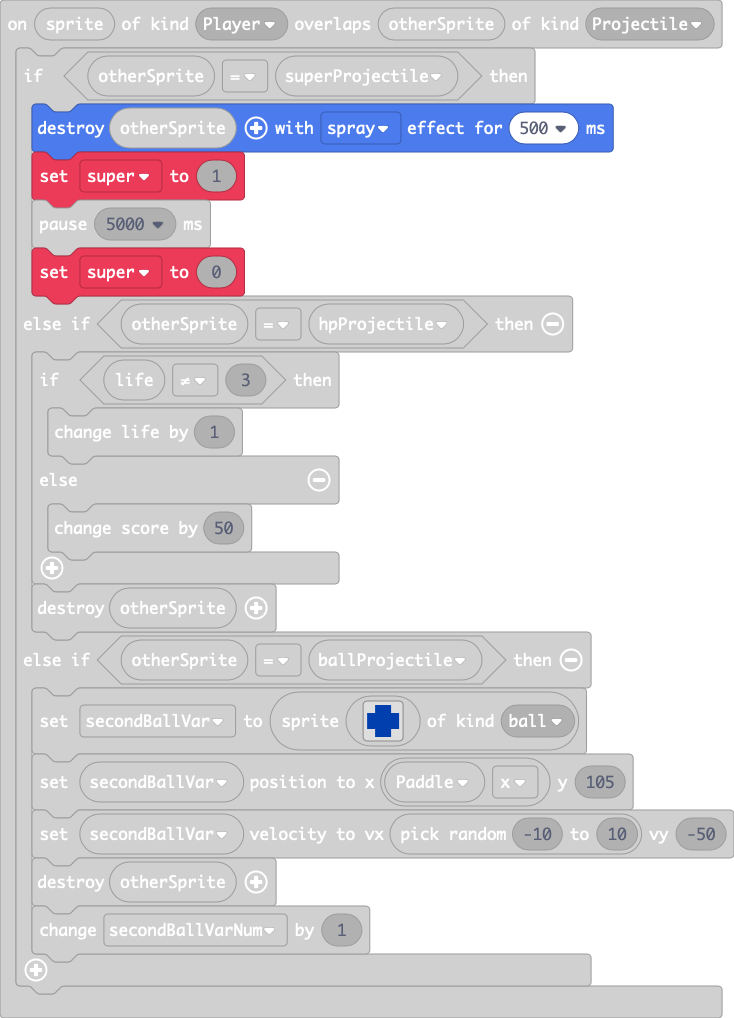 on sprite of kind Player overlaps otherSprite of kind Projectile
if otherSprite = superProjectile then
destroy otherSprite with spray effect for 500 ms
set super to 1
pause 5000 ms
set super to 0
else if otherSprite = hpProjectile then
if life ≠ 3 then
change life by 1
else
change score by 50
destroy otherSprite
else if otherSprite = ballProjectile then
set secondBallVar to sprite of kind ball
set secondBallVar position to x Paddle x y 105
set secondBallVar velocity to vx pick random -10 to 10 vy -50
destroy otherSprite
change secondBallVarNum by 1